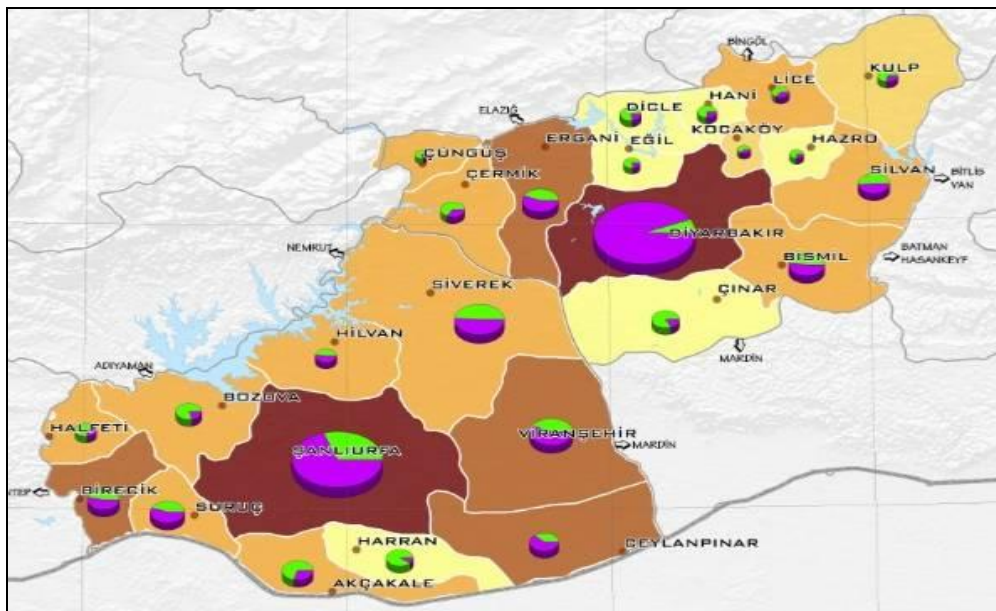 BİNGÖL
KULP
LİCE
HANİ
DİCLE
ELAZIĞ
ERGANİ
EĞİL
KOCAKÖY
HAZRO
ÇÜNGÜŞ
ÇERMİK
SİLVAN
BİTLİS
VAN
DİYARBAKIR
NEMRUT
BİSMİL
BATMAN
HASANKEYF
SİVEREK
ÇINAR
HİLVAN
MARDİN
ADIYAMAN
BOZOVA
HALFETİ
VİRANŞEHİR
MARDİN
ŞANLIURFA
NTEP
BİRECİK
SURUÇ
HARRAN
CEYLANPINAR
AKÇAKALE